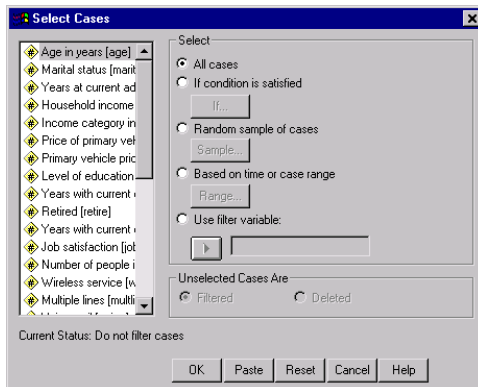 Select Cases
Age in years [age]
Marital status [marit
Years at current ad
Household income
Income category in
Price of primary veh
Primary vehicle pric
Level of education
Years with current
Retired [retire]
Years with current
Job satisfaction [jol
Number of people i
Wireless service [w
Multiple lines [multli
Select
All cases
If condition is satisfied
If...
Random sample of cases
Sample...
Based on time or case range
Range...
Use filter variable:
Unselected Cases Are
Filtered
Deleted
Current Status: Do not filter cases
OK
Paste
Reset
Cancel
Help